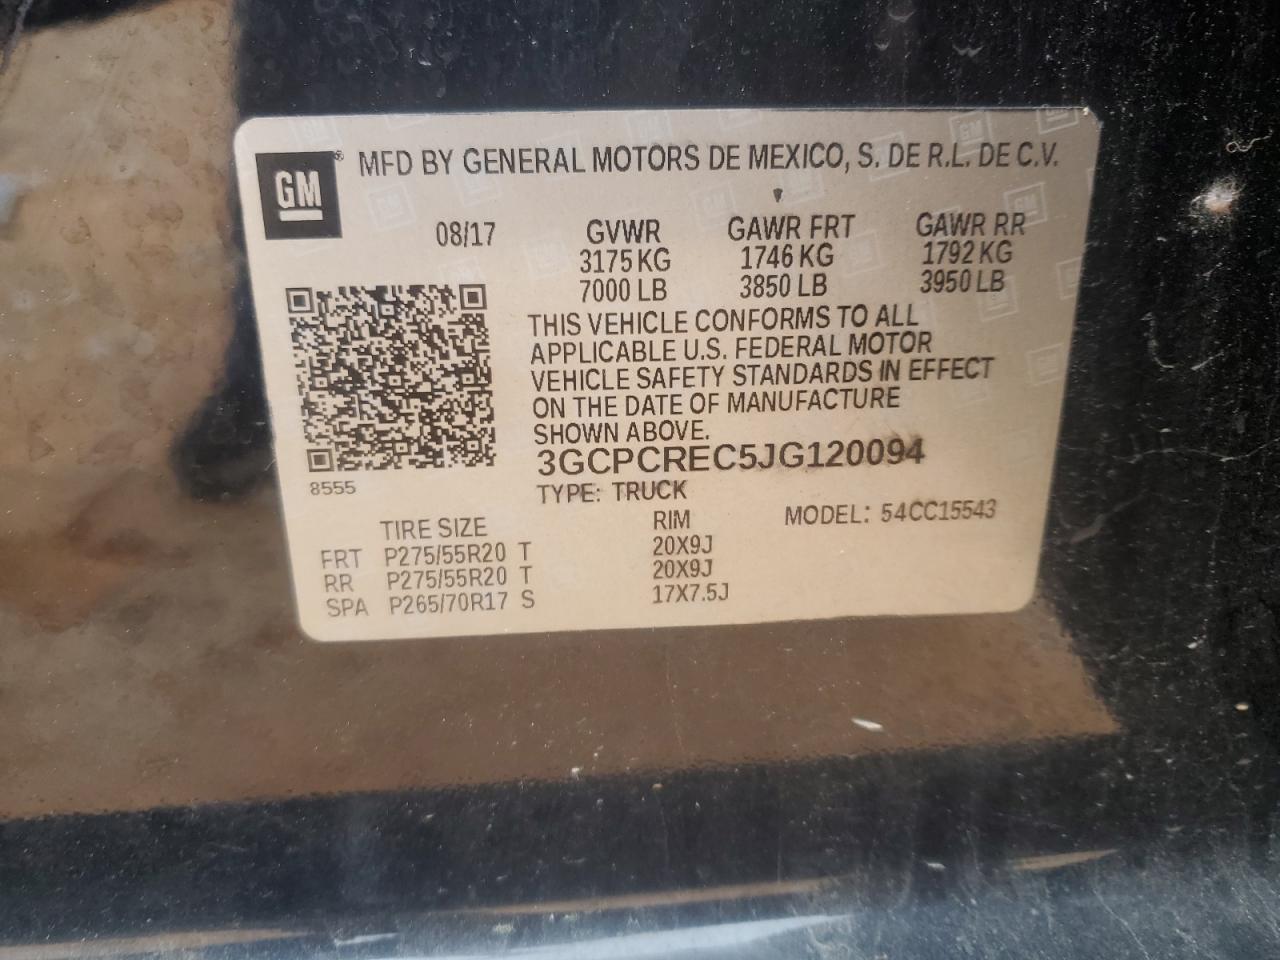 GM® MFD BY GENERAL MOTORS DE MEXICO, S. DE R.L. DE C.V.
08/17 GVWR GAWR FRT GAWR RR
3175 KG 1746 KG 1792 KG
7000 LB 3850 LB 3950 LB
THIS VEHICLE CONFORMS TO ALL
APPLICABLE U.S. FEDERAL MOTOR
VEHICLE SAFETY STANDARDS IN EFFECT
ON THE DATE OF MANUFACTURE
SHOWN ABOVE.
3GCPCREC5JG120094
8555
TYPE: TRUCK
MODEL: 54CC15543
TIRE SIZE RIM
FRT P275/55R20 T 20X9J
RR P275/55R20 T 20X9J
SPA P265/70R17 S 17X7.5J